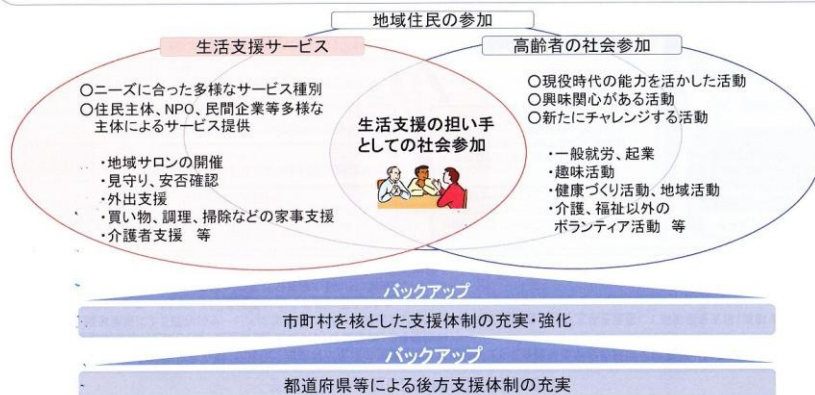 地域住民の参加
生活支援サービス
高齢者の社会参加
○ニーズに合った多様なサービス種別
○住民主体、NPO、民間企業等多様な
主体によるサービス提供
・地域サロンの開催
・見守り、安否確認
・外出支援
・買い物、調理、掃除などの家事支援
・介護者支援 等
生活支援の担い手
としての社会参加
○現役時代の能力を活かした活動
○興味関心がある活動
○新たにチャレンジする活動
・一般就労、起業
・趣味活動
・健康づくり活動、地域活動
・介護、福祉以外の
ボランティア活動 等
バックアップ
市町村を核とした支援体制の充実・強化
バックアップ
都道府県等による後方支援体制の充実